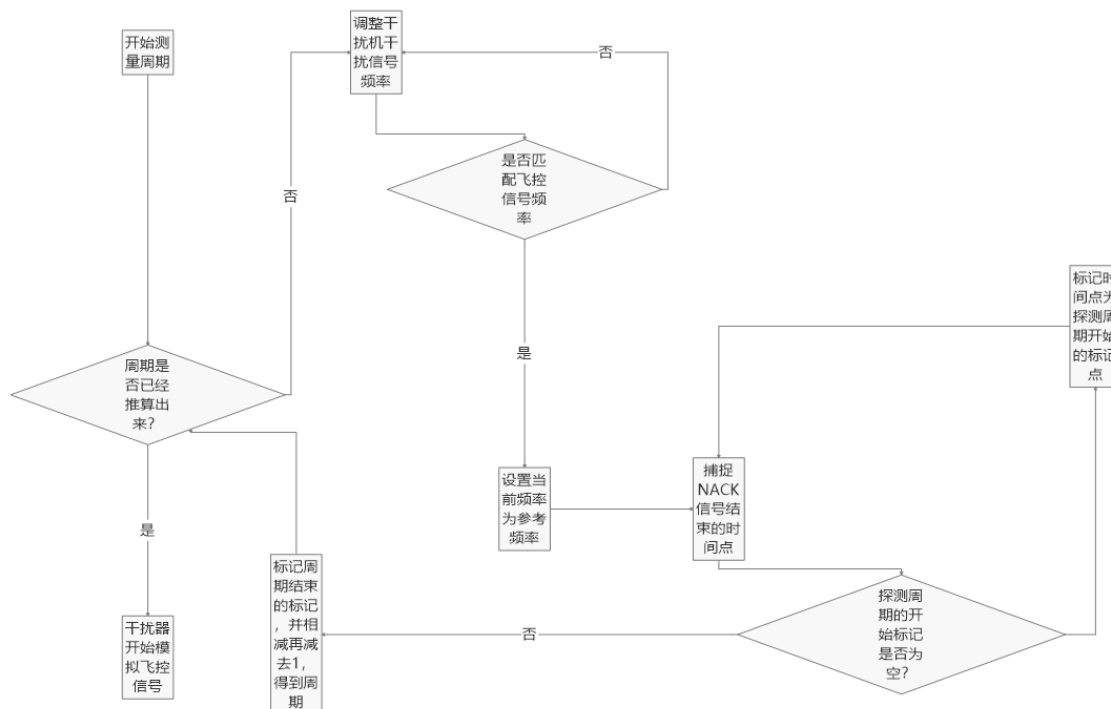 开始测
量周期
调整干
扰机干
扰信号
频率
否
是否匹
配飞控
信号频
率
否
标记时
间点为
探测周
期开始
的标记
点
是
周期是
否已经
推算出
来？
捕捉
NACK
信号结
束的时
间点
设置当
前频率
为参考
频率
是
标记周
期结束
的标记
，并相
减再减
去1，
得到周
期
探测周
期的开
始标记
是否为
空？
否
干扰器
开始模
拟飞控
信号